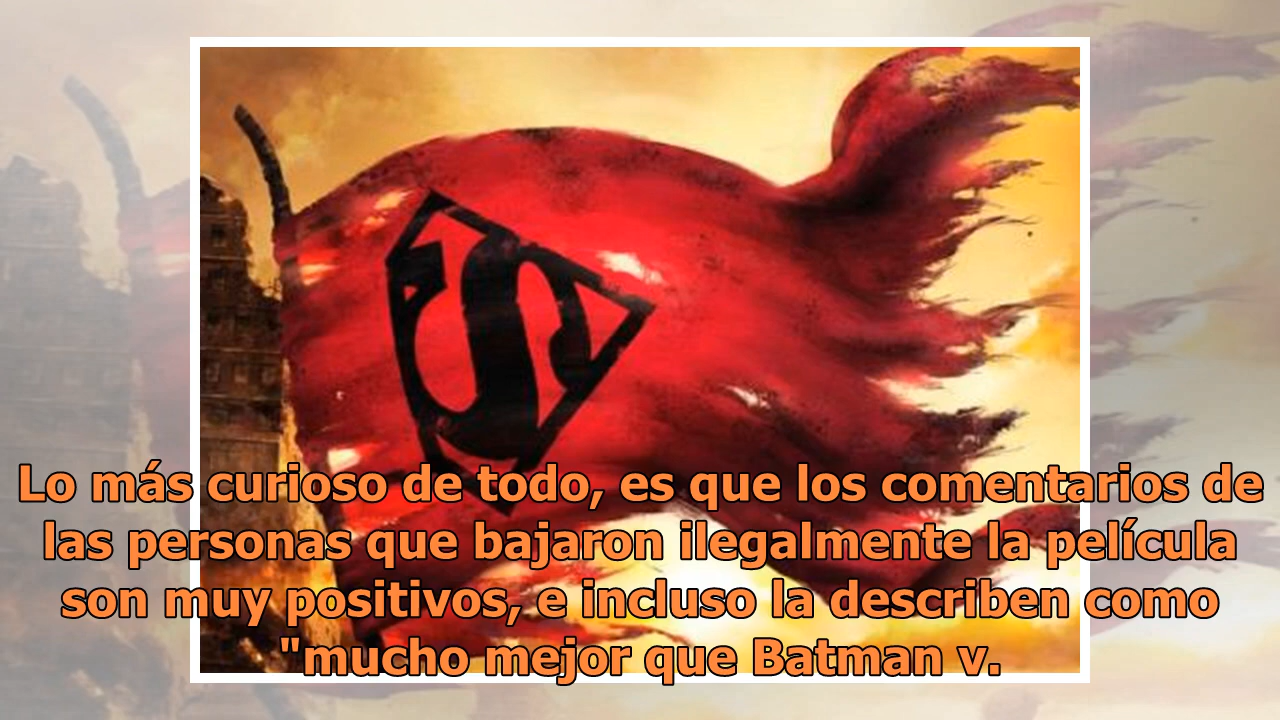 Lo más curioso de todo, es que los comentarios de
las personas que bajaron ilegalmente la película
son muy positivos, e incluso la describen como
"mucho mejor que Batman v.